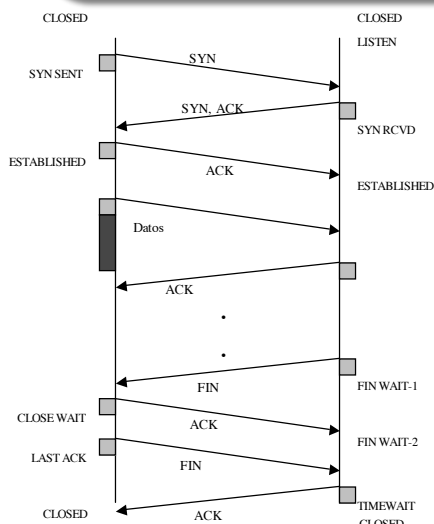 CLOSED
CLOSED
LISTEN
SYN
SYN SENT
SYN, ACK
SYN RCVD
ESTABLISHED
ACK
ESTABLISHED
Datos
ACK
.
.
FIN
FIN WAIT-1
CLOSE WAIT
ACK
FIN WAIT-2
LAST ACK
FIN
TIMEWAIT
CLOSED
ACK
CLOSED